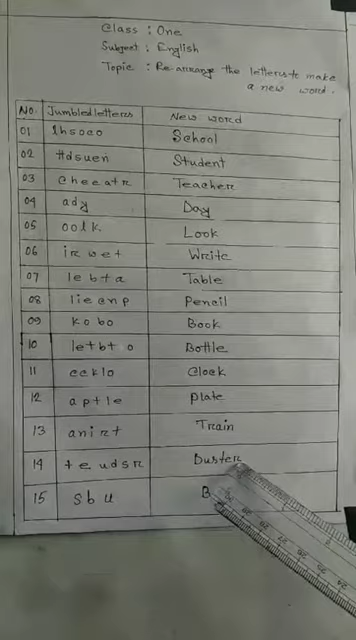 Class : One
Subject : English
Topic : Re-arrange the letters to make
a new word.
No. Jumbled letters New word
01 lhsoco School
02 ttdsuen Student
03 cheeatr Teacher
04 ady Day
05 oolk Look
06 irwet Write
07 lebta Table
08 lieenp Pencil
09 kobo Book
10 letbto Bottle
11 ccklo Clock
12 aptle Plate
13 anirt Train
14 teudsr Duster
15 sbu B